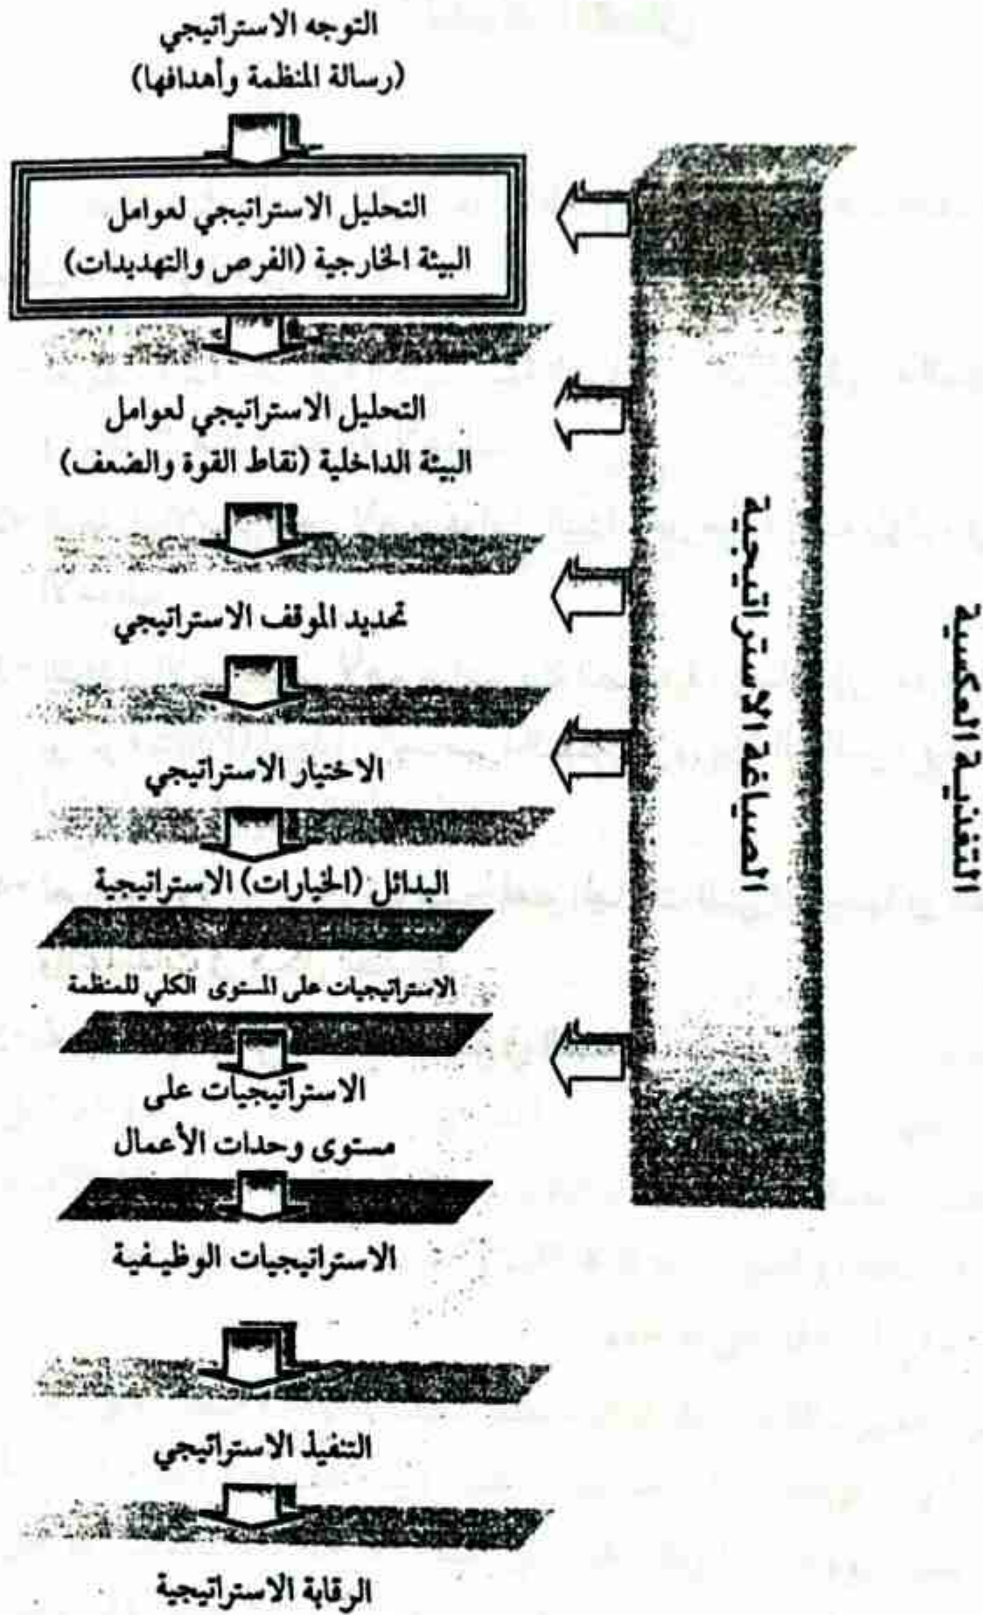 التوجه الاستراتيجي
(رسالة المنظمة وأهدافها)
التحليل الاستراتيجي لعوامل
البيئة الخارجية (الفرص والتهديدات)
التحليل الاستراتيجي لعوامل
البيئة الداخلية (نقاط القوة والضعف)
تحديد الموقف الاستراتيجي
الاختيار الاستراتيجي
البدائل (الخيارات) الاستراتيجية
الاستراتيجيات على المستوى الكلي للمنظمة
الاستراتيجيات على
مستوى وحدات الأعمال
الاستراتيجيات الوظيفية
التنفيذ الاستراتيجي
الرقابة الاستراتيجية
الصياغة الاستراتيجية
التغذية العكسية